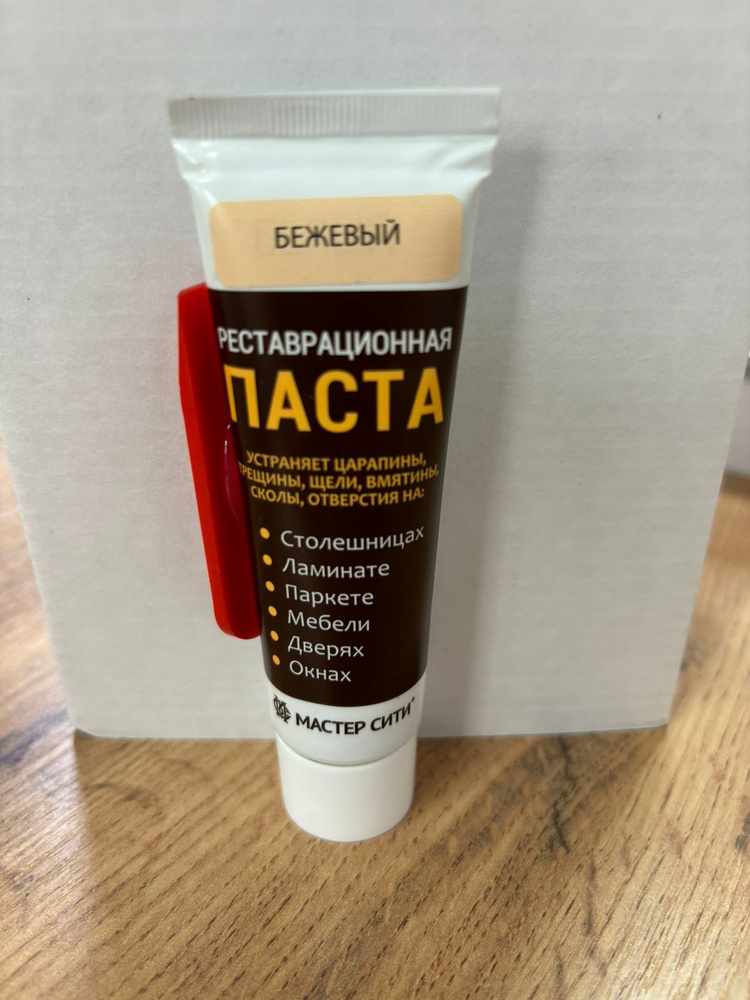 БЕЖЕВЫЙ
РЕСТАВРАЦИОННАЯ
ПАСТА
УСТРАНЯЕТ ЦАРАПИНЫ,
ТРЕЩИНЫ, ЩЕЛИ, ВМЯТИНЫ,
СКОЛЫ, ОТВЕРСТИЯ НА:
• Столешницах
• Ламинате
• Паркете
• Мебели
• Дверях
• Окнах
МАСТЕР СИТИ®